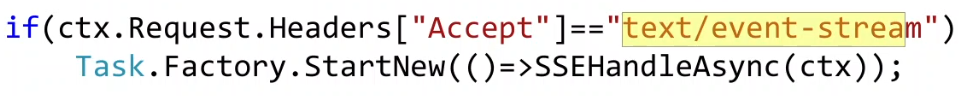 if(ctx.Request.Headers["Accept"]=="text/event-stream")
Task.Factory.StartNew(()=>SSEHandleAsync(ctx));